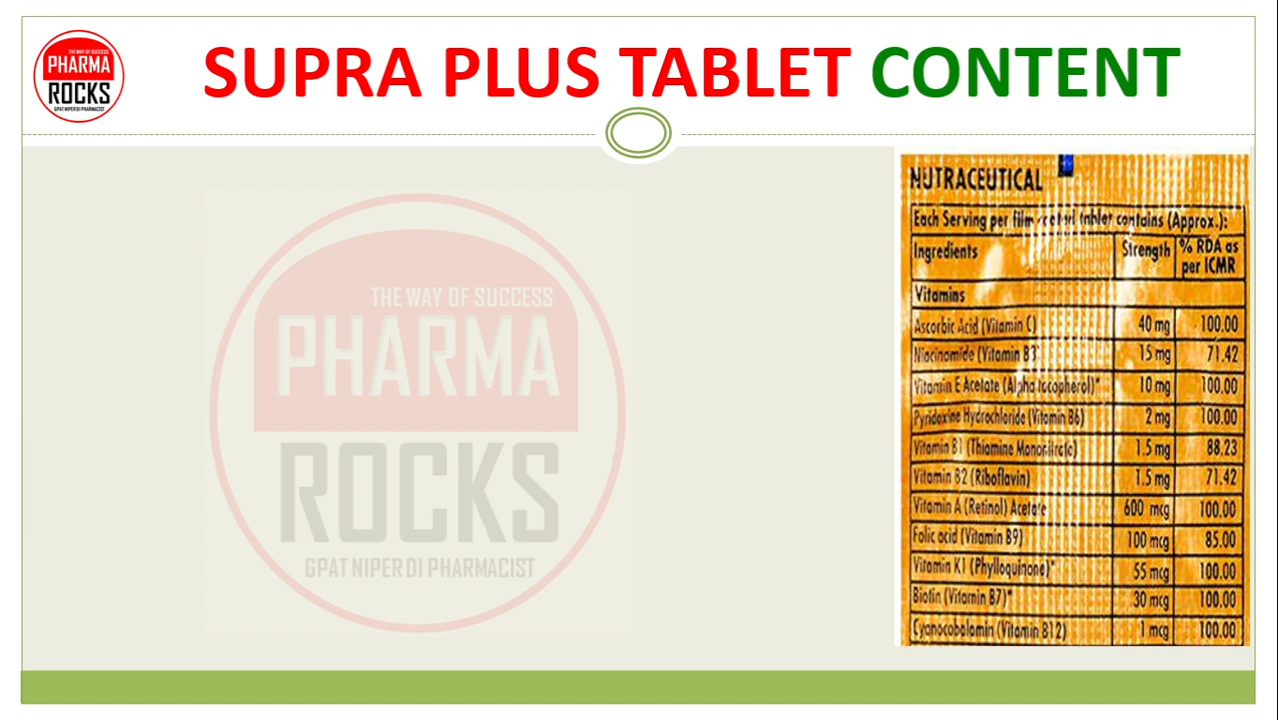 THE WAY OF SUCCESS
PHARMA
ROCKS
GPAT NIPER DI PHARMACIST
SUPRA PLUS TABLET CONTENT
THE WAY OF SUCCESS
PHARMA
ROCKS
GPAT NIPER DI PHARMACIST
NUTRACEUTICAL
Each Serving per film coated tablet contains (Approx.):
Ingredients Strength % RDA as per ICMR
Vitamins
Ascorbic Acid (Vitamin C) 40 mg 100.00
Niacinamide (Vitamin B3) 15 mg 71.42
Vitamin E Acetate (Alpha tocopherol)* 10 mg 100.00
Pyridoxine Hydrochloride (Vitamin B6) 2 mg 100.00
Vitamin B1 (Thiamine Mononitrate) 1.5 mg 88.23
Vitamin B2 (Riboflavin) 1.5 mg 71.42
Vitamin A (Retinol) Acetate 600 mcg 100.00
Folic acid (Vitamin B9) 100 mcg 85.00
Vitamin K1 (Phylloquinone)* 55 mcg 100.00
Biotin (Vitamin B7)* 30 mcg 100.00
Cyanocobalamin (Vitamin B12) 1 mcg 100.00